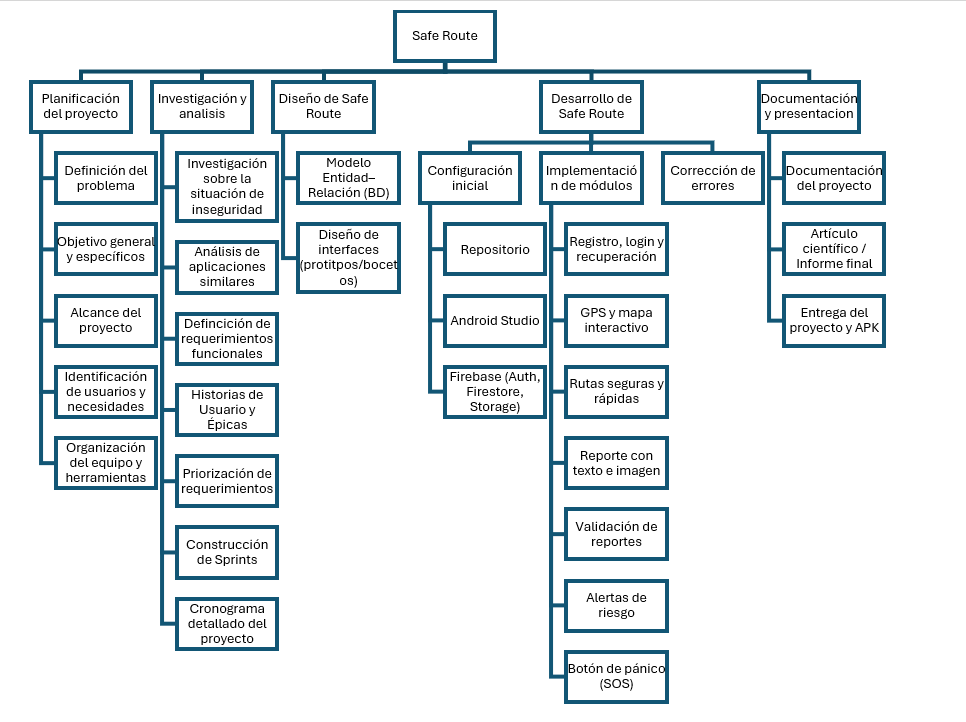 Safe Route
Planificación
del proyecto
Investigación y
analisis
Diseño de Safe
Route
Desarrollo de
Safe Route
Documentación
y presentacion
Definición del
problema
Objetivo general
y específicos
Alcance del
proyecto
Identificación
de usuarios y
necesidades
Organización
del equipo y
herramientas
Investigación
sobre la
situación de
inseguridad
Análisis de
aplicaciones
similares
Definción de
requerimientos
funcionales
Historias de
Usuario y
Épicas
Priorización de
requerimientos
Construcción
de Sprints
Cronograma
detallado del
proyecto
Modelo
Entidad–
Relación (BD)
Diseño de
interfaces
(protitpos/bocet
os)
Configuración
inicial
Repositorio
Android Studio
Firebase (Auth,
Firestore,
Storage)
Implementació
n de módulos
Registro, login y
recuperación
GPS y mapa
interactivo
Rutas seguras y
rápidas
Reporte con
texto e imagen
Validación de
reportes
Alertas de
riesgo
Botón de pánico
(SOS)
Corrección de
errores
Documentación
del proyecto
Artículo
científico /
Informe final
Entrega del
proyecto y APK